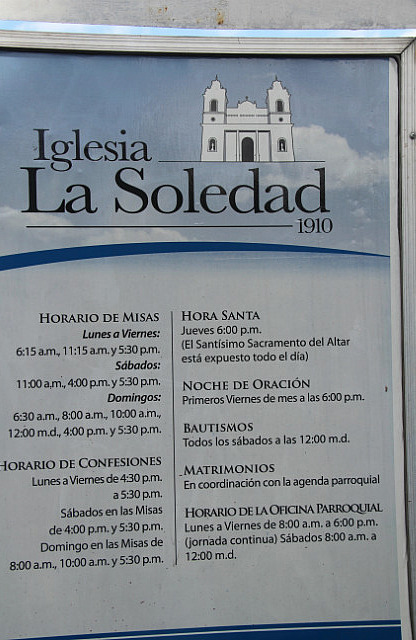 Iglesia
La Soledad
1910
HORARIO DE MISAS
Lunes a Viernes:
6:15 a.m., 11:15 a.m. y 5:30 p.m.
Sábados:
11:00 a,m., 4:00 p.m. y 5:30 p.m.
Domingos:
6:30 a.m., 8:00 a.m., 10:00 a.m.,
12:00 m.d., 4:00 p.m. y 5:30 p.m.
HORARIO DE CONFESIONES
Lunes a Viernes de 4:30 p.m.
a 5:30 p.m.
Sábados en las Misas
de 4:00 p.m. y 5:30 p.m.
Domingo en las Misas de
8:00 a.m., 10:00 a.m. y 5:30 p.m.
HORA SANTA
Jueves 6:00 p.m.
(El Santísimo Sacramento del Altar
está expuesto todo el día)
NOCHE DE ORACIÓN
Primeros Viernes de mes a las 6:00 p.m.
BAUTISMOS
Todos los sábados a las 12:00 m.d.
MATRIMONIOS
En coordinación con la agenda parroquial
HORARIO DE LA OFICINA PARROQUIAL
Lunes a Viernes de 8:00 a.m. a 6:00 p.m.
(jornada continua) Sábados 8:00 a.m. a
12:00 m.d.